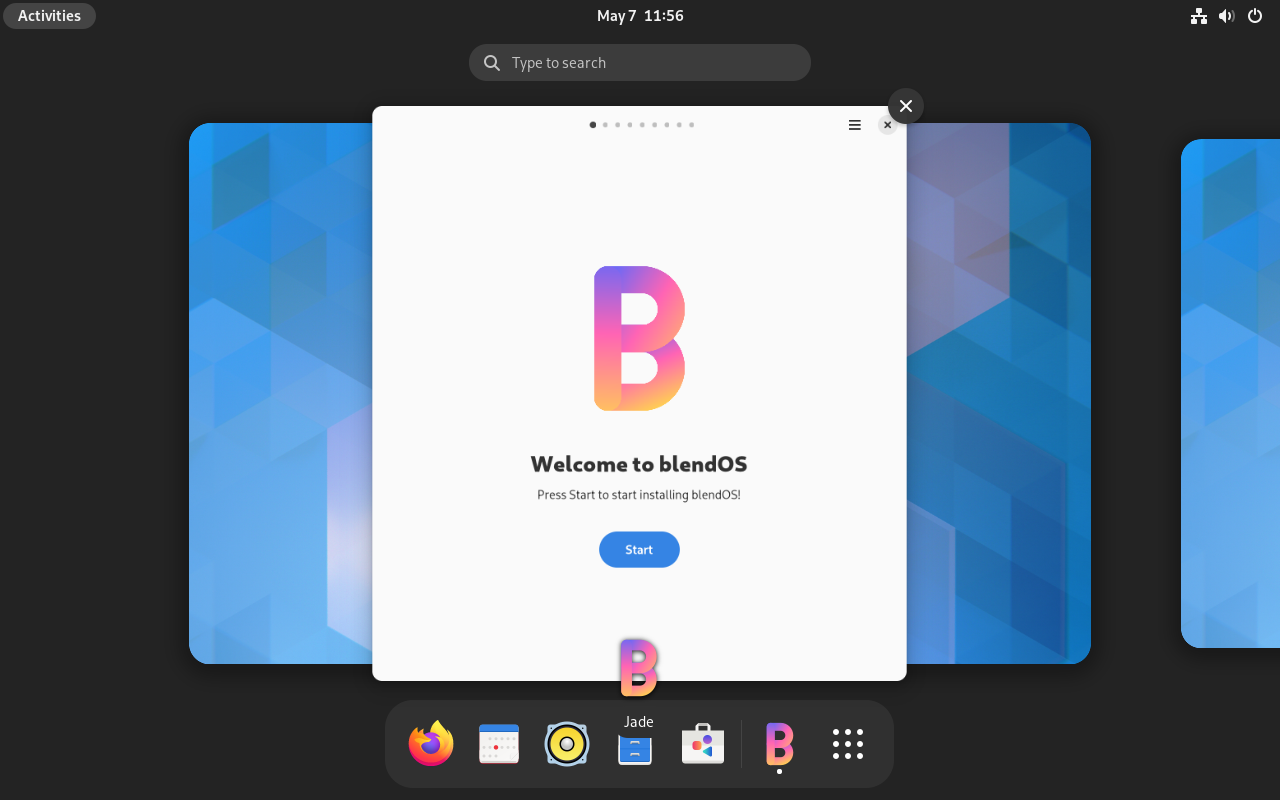 Activities
May 7 11:56
Type to search
Welcome to blendOS
Press Start to start installing blendOS!
Start
Jade